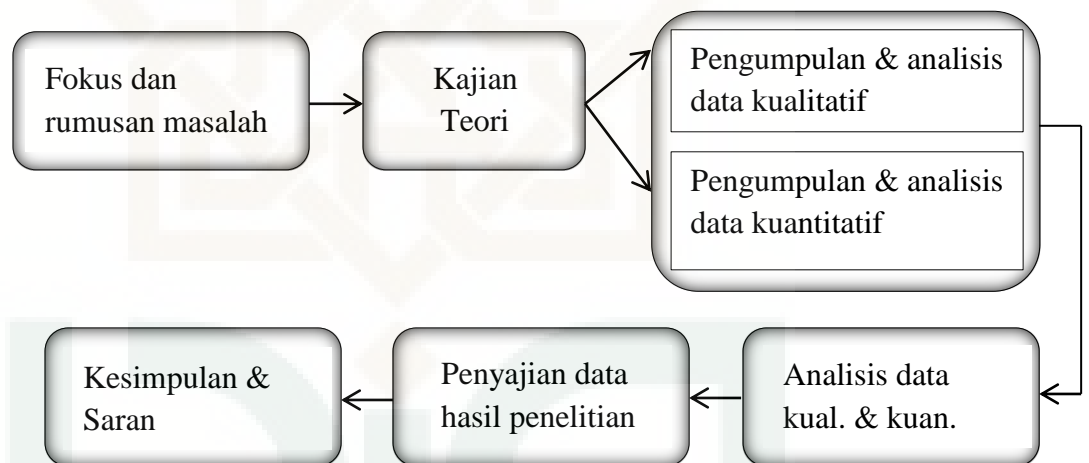 Fokus dan
rumusan masalah
Kajian
Teori
Pengumpulan & analisis
data kualitatif
Pengumpulan & analisis
data kuantitatif
Analisis data
kual. & kuan.
Penyajian data
hasil penelitian
Kesimpulan &
Saran